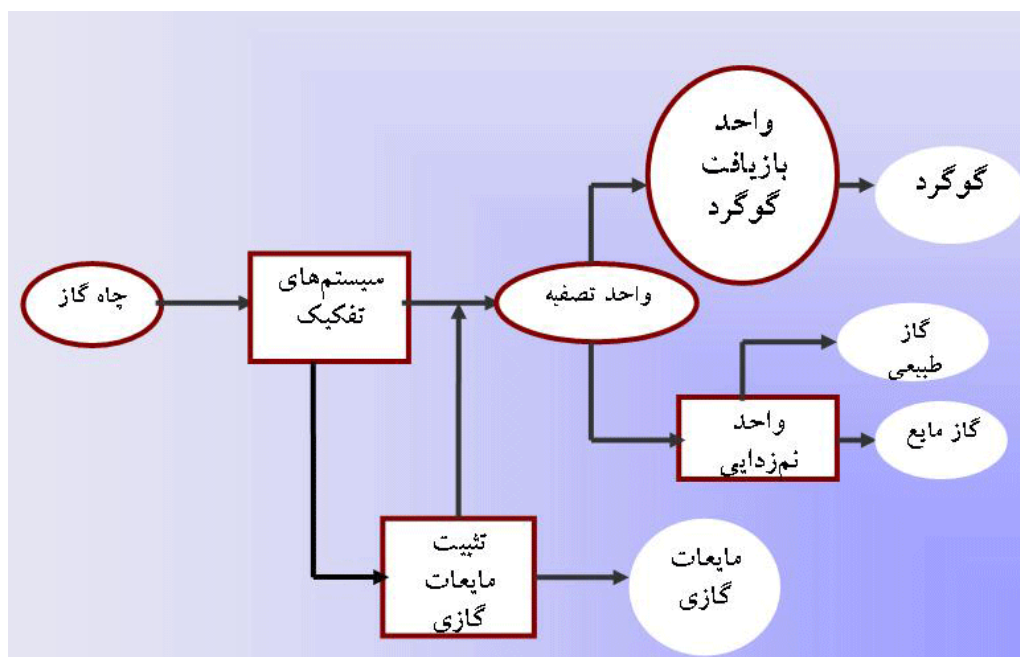 واحد
بازیافت
گوگرد
گوگرد
چاه گاز
سیستم‌های
تفکیک
واحد تصفیه
گاز
طبیعی
واحد
نم‌زدایی
گاز مایع
تثبیت
مایعات
گازی
مایعات
گازی